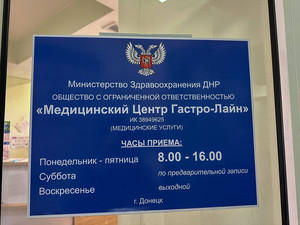 Министерство Здравоохранения ДНР
ОБЩЕСТВО С ОГРАНИЧЕННОЙ ОТВЕТСТВЕННОСТЬЮ
«Медицинский Центр Гастро-Лайн»
ИК 38949625
(МЕДИЦИНСКИЕ УСЛУГИ)
ЧАСЫ ПРИЕМА:
Понедельник - пятница 8.00 - 16.00
Суббота по предварительной записи
Воскресенье выходной
г. Донецк